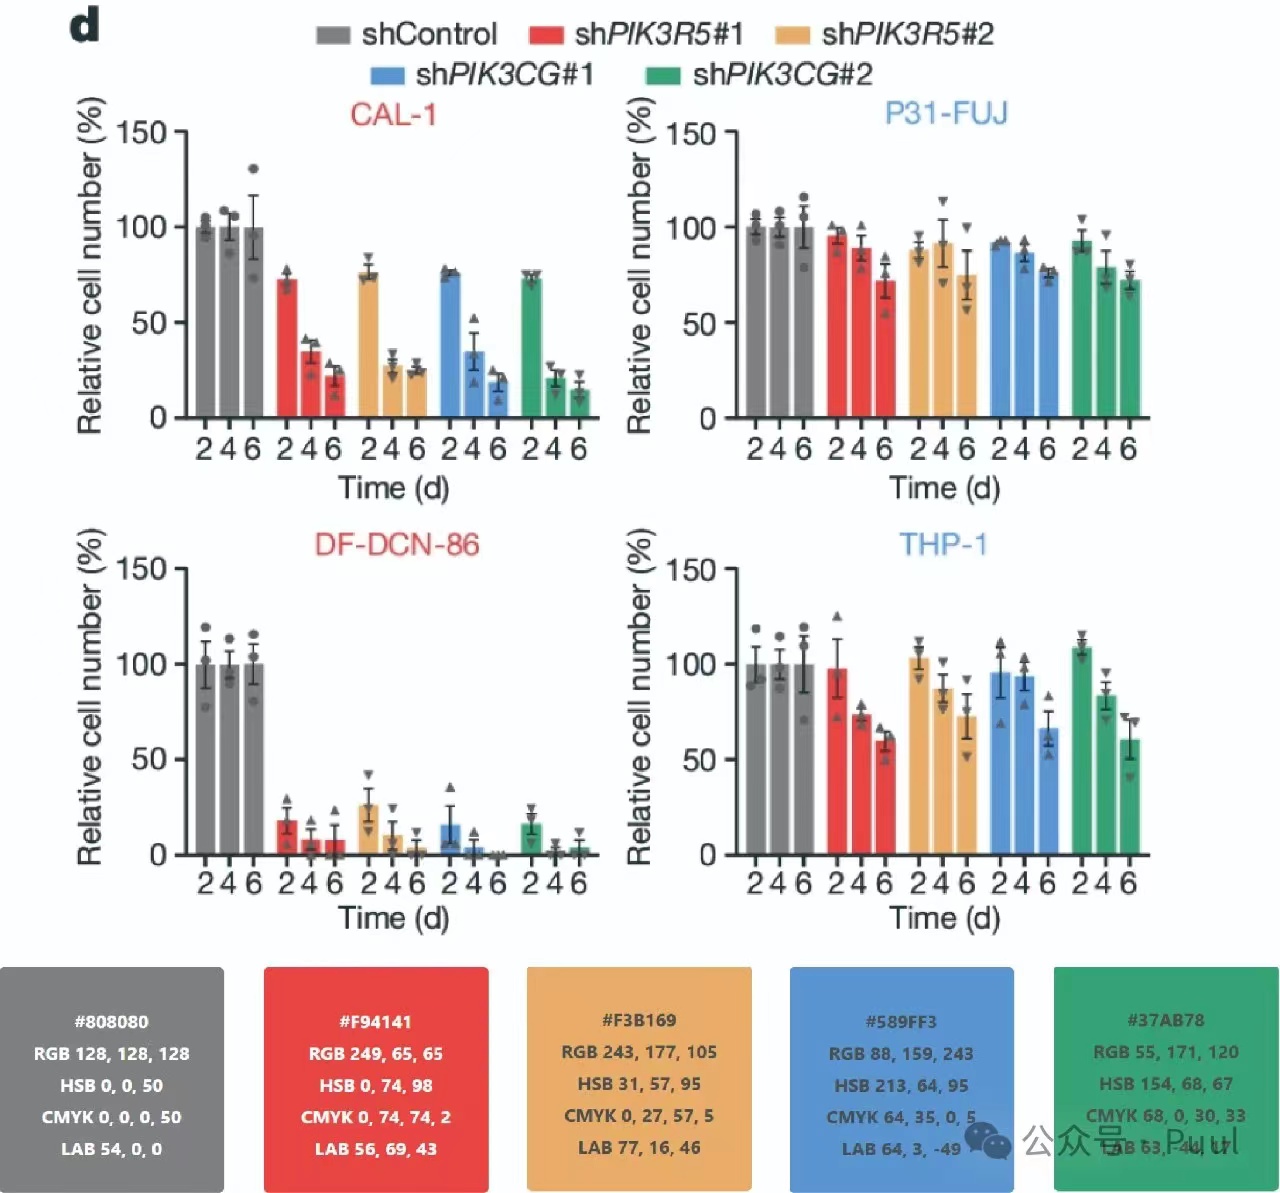 d
shControl shPIK3R5#1 shPIK3R5#2
shPIK3CG#1 shPIK3CG#2
CAL-1
Relative cell number (%)
150
100
50
0
2 4 6 2 4 6 2 4 6 2 4 6 2 4 6
Time (d)
P31-FUJ
Relative cell number (%)
150
100
50
0
2 4 6 2 4 6 2 4 6 2 4 6 2 4 6
Time (d)
DF-DCN-86
Relative cell number (%)
150
100
50
0
2 4 6 2 4 6 2 4 6 2 4 6 2 4 6
Time (d)
THP-1
Relative cell number (%)
150
100
50
0
2 4 6 2 4 6 2 4 6 2 4 6 2 4 6
Time (d)
#808080
RGB 128, 128, 128
HSB 0, 0, 50
CMYK 0, 0, 0, 50
LAB 54, 0, 0
#F94141
RGB 249, 65, 65
HSB 0, 74, 98
CMYK 0, 74, 74, 2
LAB 56, 69, 43
#F3B169
RGB 243, 177, 105
HSB 31, 57, 95
CMYK 0, 27, 57, 5
LAB 77, 16, 46
#589FF3
RGB 88, 159, 243
HSB 213, 64, 95
CMYK 64, 35, 0, 5
LAB 64, 3, -49
#37AB78
RGB 55, 171, 120
HSB 154, 68, 67
CMYK 68, 0, 30, 33
LAB 63,
公众号